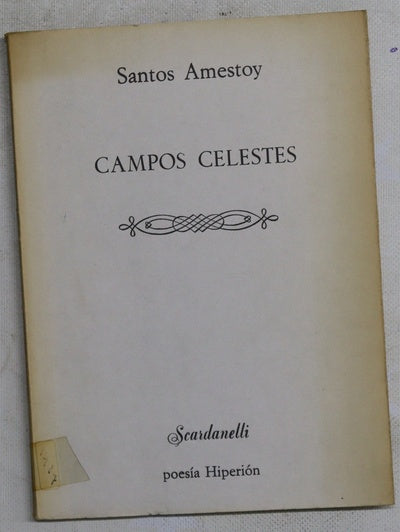 Santos Amestoy
CAMPOS CELESTES
Scardanelli
poesía Hiperión